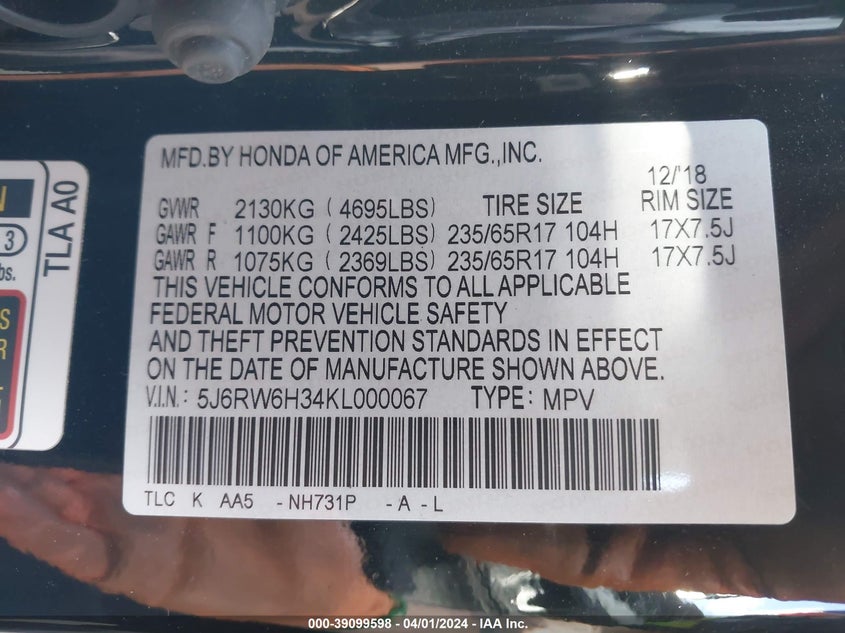 MFD.BY HONDA OF AMERICA MFG.,INC.
12/'18
GVWR 2130KG ( 4695LBS) TIRE SIZE RIM SIZE
GAWR F 1100KG ( 2425LBS) 235/65R17 104H 17X7.5J
GAWR R 1075KG ( 2369LBS) 235/65R17 104H 17X7.5J
THIS VEHICLE CONFORMS TO ALL APPLICABLE
FEDERAL MOTOR VEHICLE SAFETY
AND THEFT PREVENTION STANDARDS IN EFFECT
ON THE DATE OF MANUFACTURE SHOWN ABOVE.
V.I.N.: 5J6RW6H34KL000067 TYPE: MPV
TLC K AA5 -NH731P -A-L
TLA A0
3
000-39099598 - 04/01/2024 - IAA Inc.